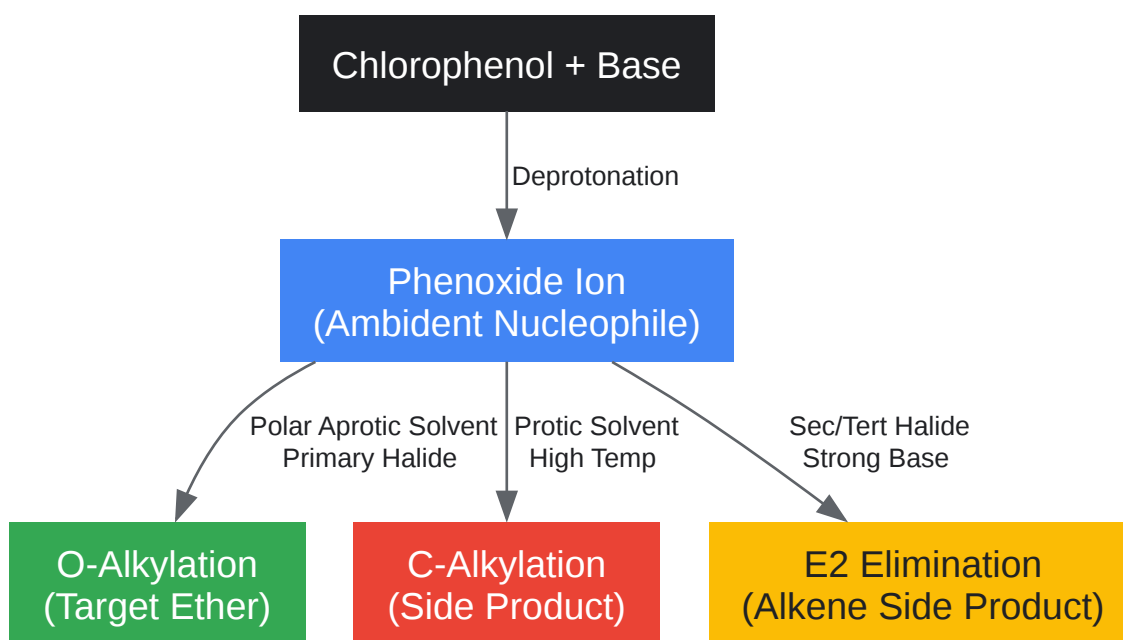 Chlorophenol + Base
Deprotonation
Phenoxide Ion
(Ambident Nucleophile)
Polar Aprotic Solvent
Primary Halide
Protic Solvent
High Temp
Sec/Tert Halide
Strong Base
O-Alkylation
(Target Ether)
C-Alkylation
(Side Product)
E2 Elimination
(Alkene Side Product)